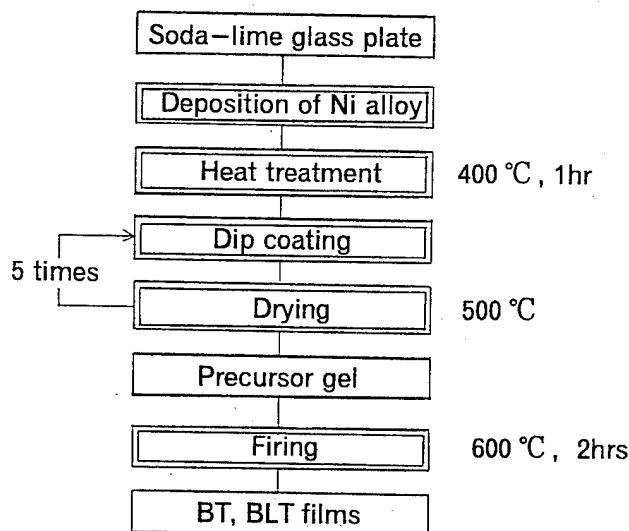 Soda-lime glass plate
Deposition of Ni alloy
Heat treatment 400 ℃, 1hr
Dip coating
5 times
Drying 500 ℃
Precursor gel
Firing 600 ℃, 2hrs
BT, BLT films